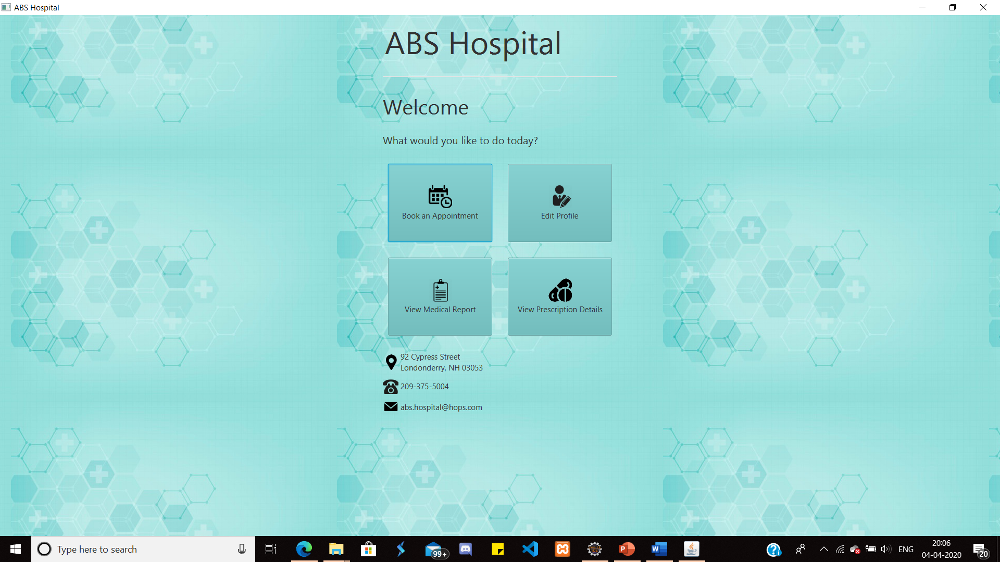 ABS Hospital
ABS Hospital
Welcome
What would you like to do today?
Book an Appointment
Edit Profile
View Medical Report
View Prescription Details
92 Cypress Street
Londonderry, NH 03053
209-375-5004
abs.hospital@hops.com
Type here to search
99+
ENG
20:06
04-04-2020
20